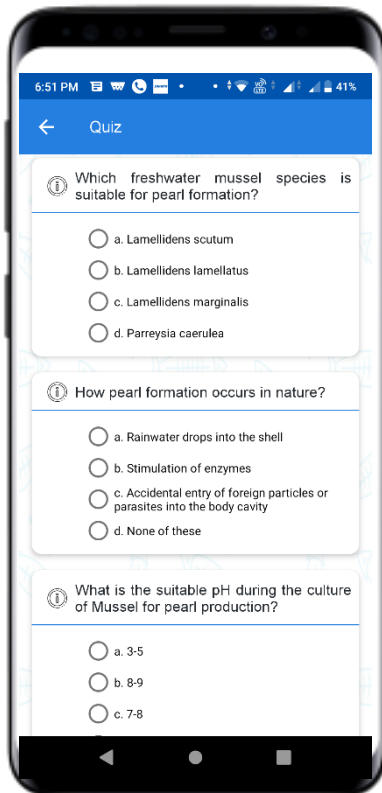 6:51 PM 41%
Quiz
Which freshwater mussel species is
suitable for pearl formation?
a. Lamellidens scutum
b. Lamellidens lamellatus
c. Lamellidens marginalis
d. Parreysia caerulea
How pearl formation occurs in nature?
a. Rainwater drops into the shell
b. Stimulation of enzymes
c. Accidental entry of foreign particles or
parasites into the body cavity
d. None of these
What is the suitable pH during the culture
of Mussel for pearl production?
a. 3-5
b. 8-9
c. 7-8